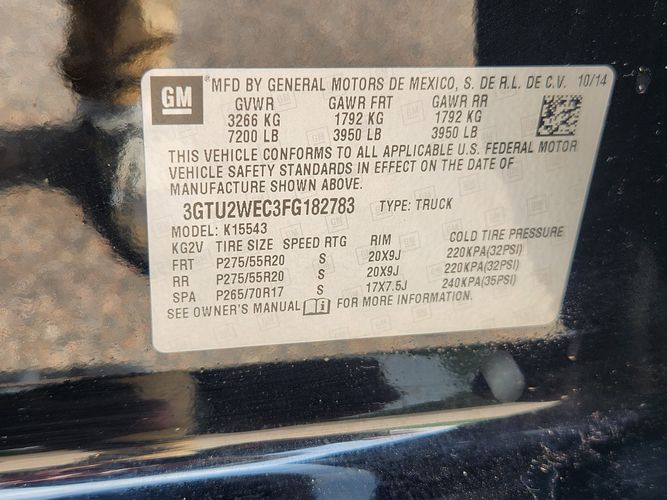 GM MFD BY GENERAL MOTORS DE MEXICO, S. DE R.L. DE C.V. 10/14
GVWR GAWR FRT GAWR RR
3266 KG 1792 KG 1792 KG
7200 LB 3950 LB 3950 LB
THIS VEHICLE CONFORMS TO ALL APPLICABLE U.S. FEDERAL MOTOR
VEHICLE SAFETY STANDARDS IN EFFECT ON THE DATE OF
MANUFACTURE SHOWN ABOVE.
3GTU2WEC3FG182783 TYPE: TRUCK
MODEL: K15543
KG2V TIRE SIZE SPEED RTG RIM COLD TIRE PRESSURE
FRT P275/55R20 S 20X9J 220KPA(32PSI)
RR P275/55R20 S 20X9J 220KPA(32PSI)
SPA P265/70R17 S 17X7.5J 240KPA(35PSI)
SEE OWNER'S MANUAL FOR MORE INFORMATION.